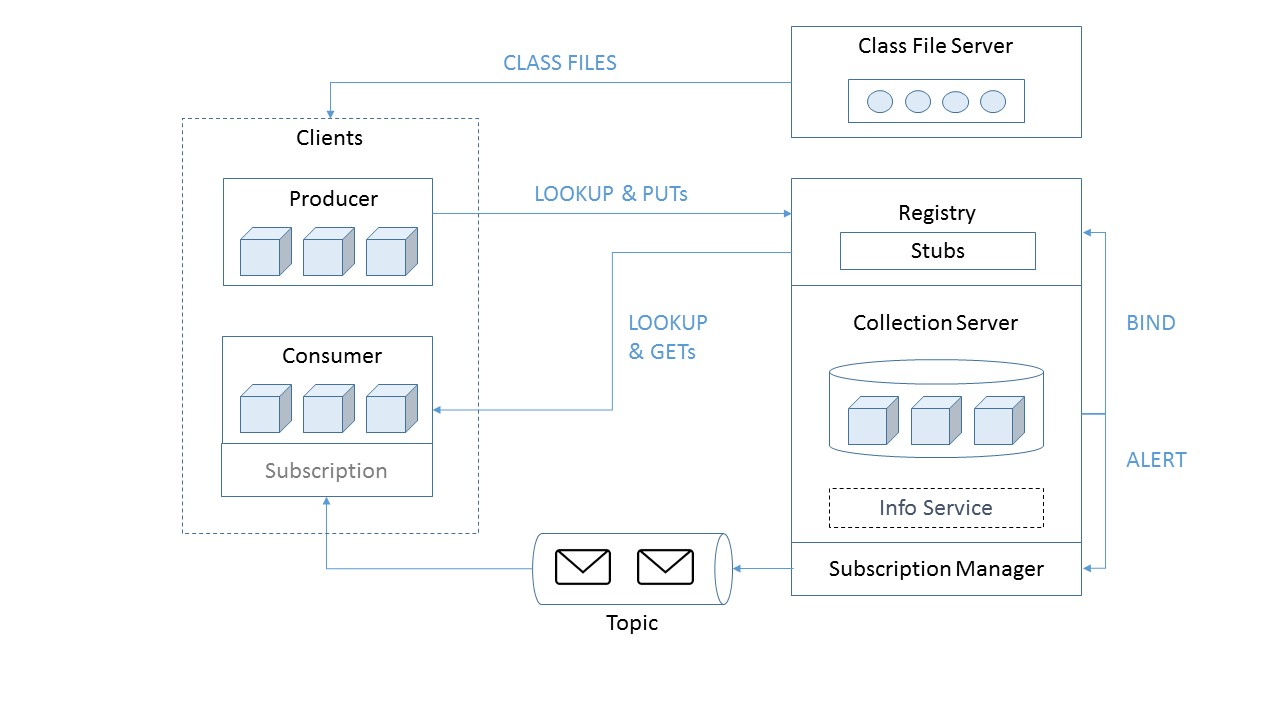 Class File Server
CLASS FILES
Clients
Producer
LOOKUP & PUTs
Registry
Stubs
LOOKUP
& GETs
Collection Server
BIND
Consumer
Subscription
ALERT
Info Service
Subscription Manager
Topic